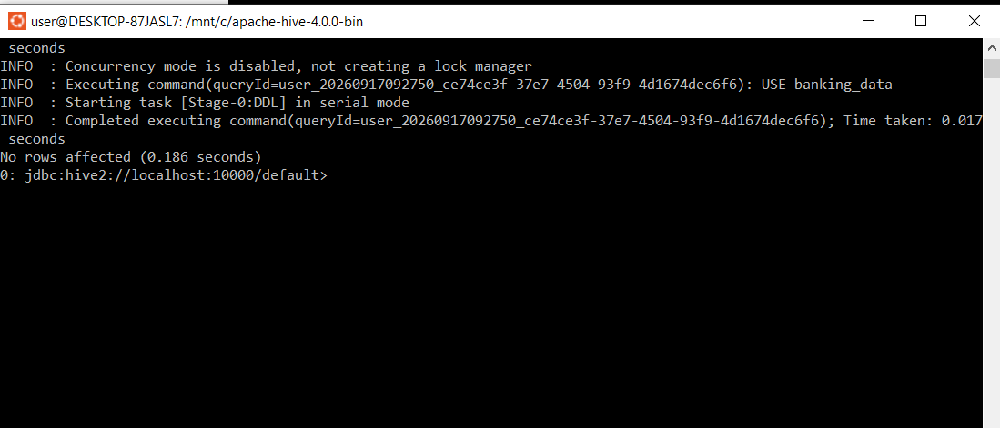 user@DESKTOP-87JASL7: /mnt/c/apache-hive-4.0.0-bin
 seconds
INFO  : Concurrency mode is disabled, not creating a lock manager
INFO  : Executing command(queryId=user_20260917092750_ce74ce3f-37e7-4504-93f9-4d1674dec6f6): USE banking_data
INFO  : Starting task [Stage-0:DDL] in serial mode
INFO  : Completed executing command(queryId=user_20260917092750_ce74ce3f-37e7-4504-93f9-4d1674dec6f6); Time taken: 0.017
 seconds
No rows affected (0.186 seconds)
0: jdbc:hive2://localhost:10000/default>